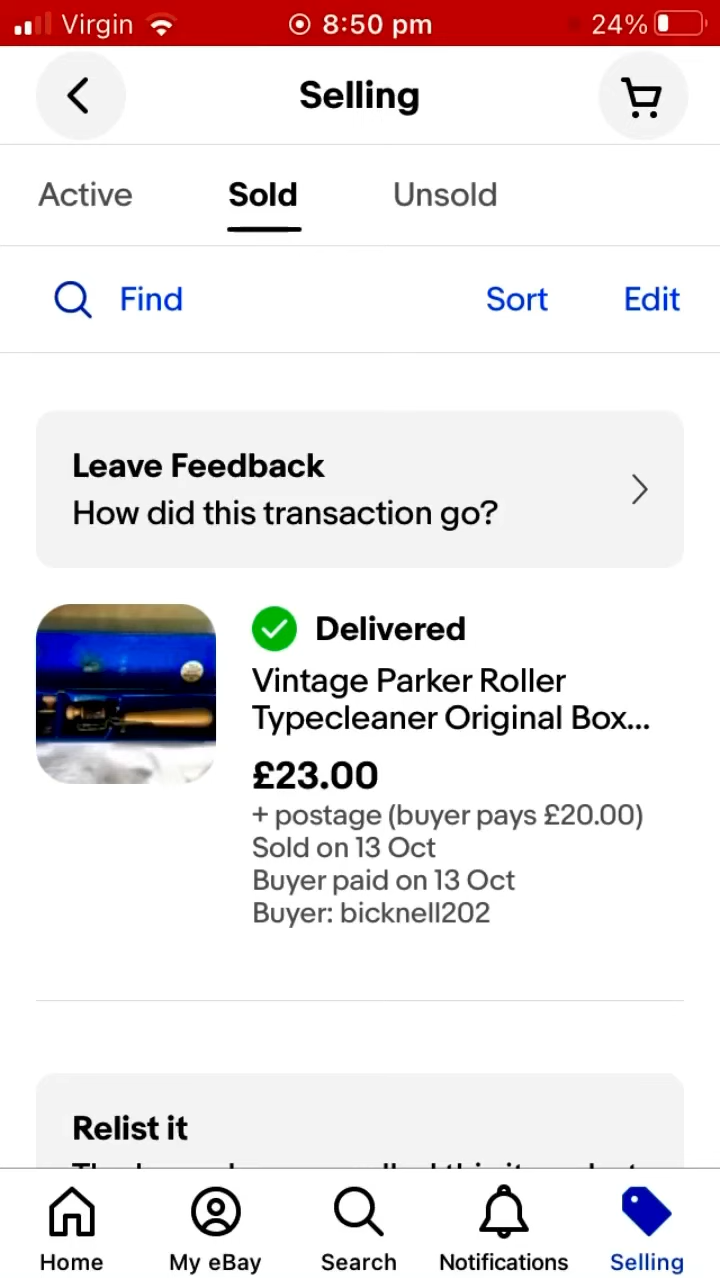 Virgin 8:50 pm 24%
Selling
Active Sold Unsold
Find Sort Edit
Leave Feedback
How did this transaction go?
Delivered
Vintage Parker Roller
Typecleaner Original Box...
£23.00
+ postage (buyer pays £20.00)
Sold on 13 Oct
Buyer paid on 13 Oct
Buyer: bicknell202
Relist it
Home My eBay Search Notifications Selling